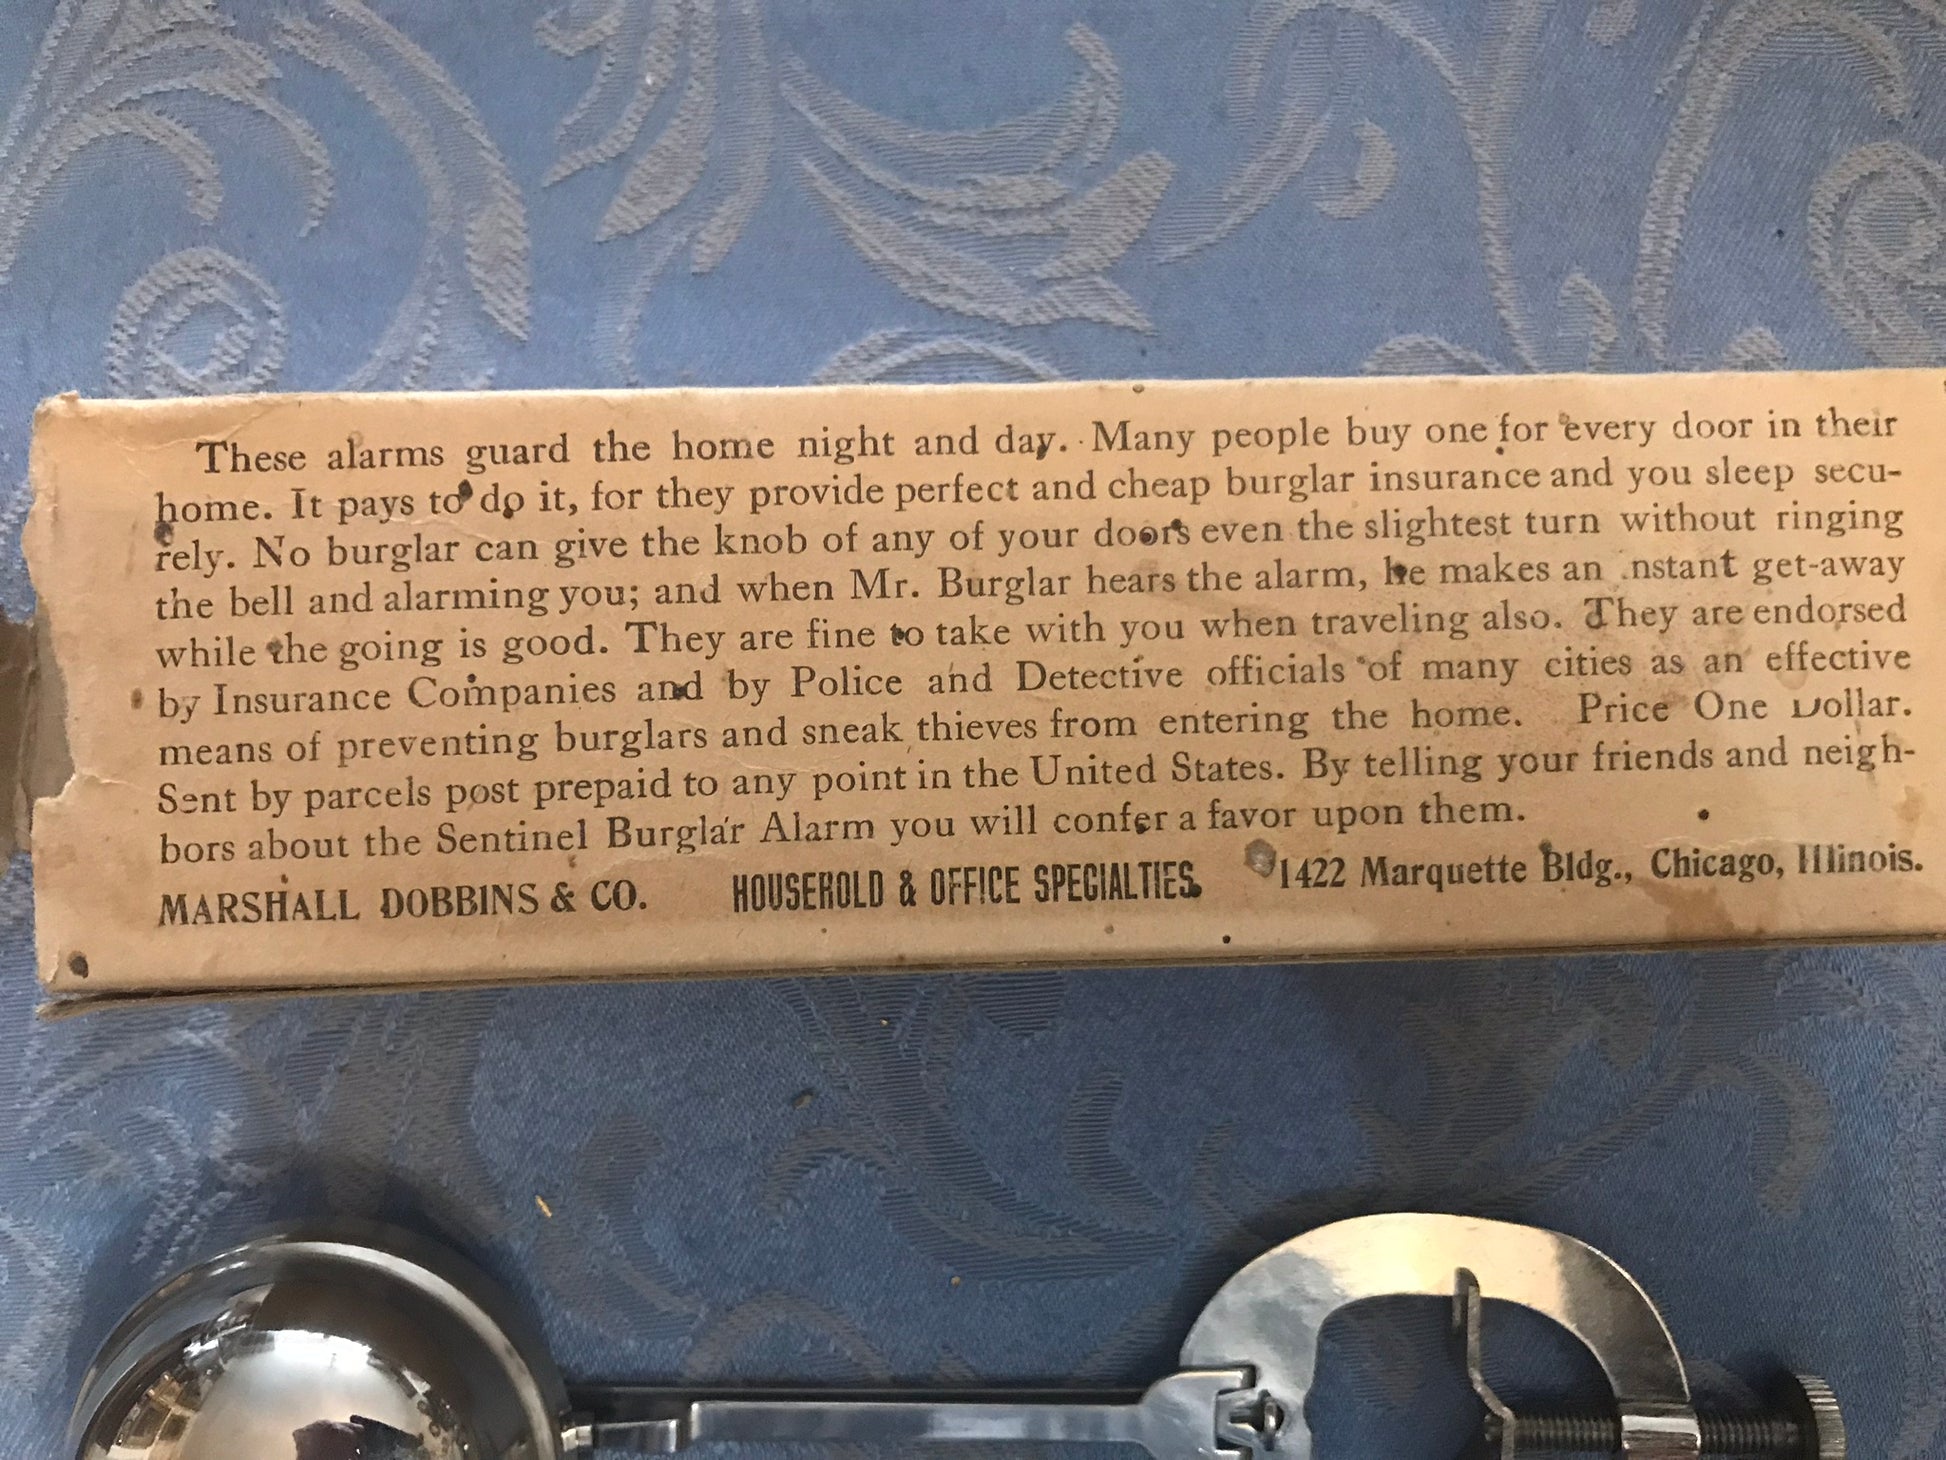 These alarms guard the home night and day. Many people buy one for every door in their
home. It pays to do it, for they provide perfect and cheap burglar insurance and you sleep secu-
rely. No burglar can give the knob of any of your doors even the slightest turn without ringing
the bell and alarming you; and when Mr. Burglar hears the alarm, he makes an nstant get-away
while the going is good. They are fine to take with you when traveling also. They are endorsed
by Insurance Companies and by Police and Detective officials of many cities as an effective
means of preventing burglars and sneak thieves from entering the home. Price One Dollar.
Sent by parcels post prepaid to any point in the United States. By telling your friends and neigh-
bors about the Sentinel Burglar Alarm you will confer a favor upon them.
MARSHALL DOBBINS & CO. HOUSEHOLD & OFFICE SPECIALTIES 1422 Marquette Bldg., Chicago, Illinois.